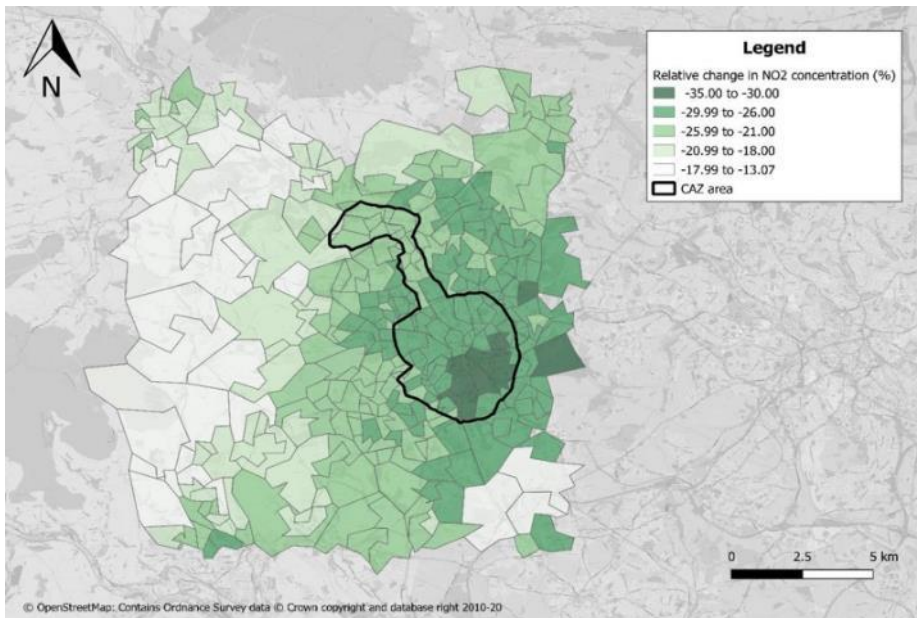 N
Legend
Relative change in NO2 concentration (%)
-35.00 to -30.00
-29.99 to -26.00
-25.99 to -21.00
-20.99 to -18.00
-17.99 to -13.07
CAZ area
0 2.5 5 km
© OpenStreetMap: Contains Ordnance Survey data © Crown copyright and database right 2010-20